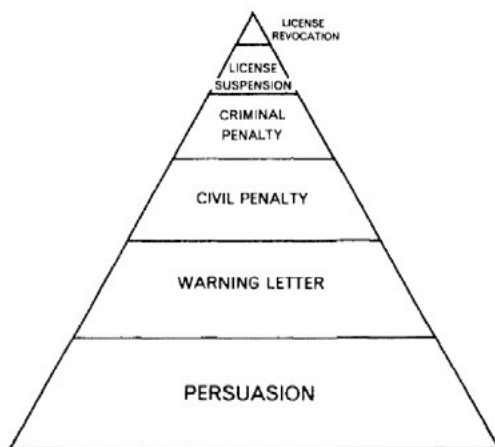 LICENSE
REVOCATION
LICENSE
SUSPENSION
CRIMINAL
PENALTY
CIVIL PENALTY
WARNING LETTER
PERSUASION